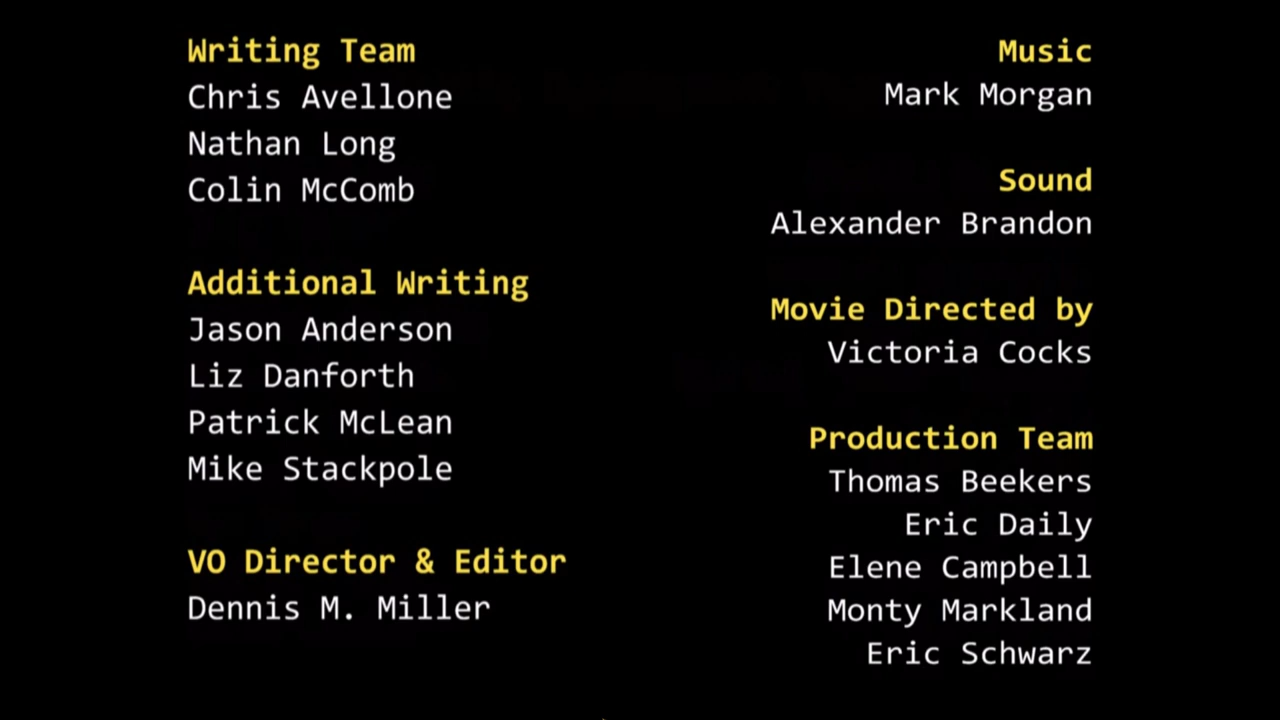 Writing Team
Chris Avellone
Nathan Long
Colin McComb
Additional Writing
Jason Anderson
Liz Danforth
Patrick McLean
Mike Stackpole
VO Director & Editor
Dennis M. Miller
Music
Mark Morgan
Sound
Alexander Brandon
Movie Directed by
Victoria Cocks
Production Team
Thomas Beekers
Eric Daily
Elene Campbell
Monty Markland
Eric Schwarz